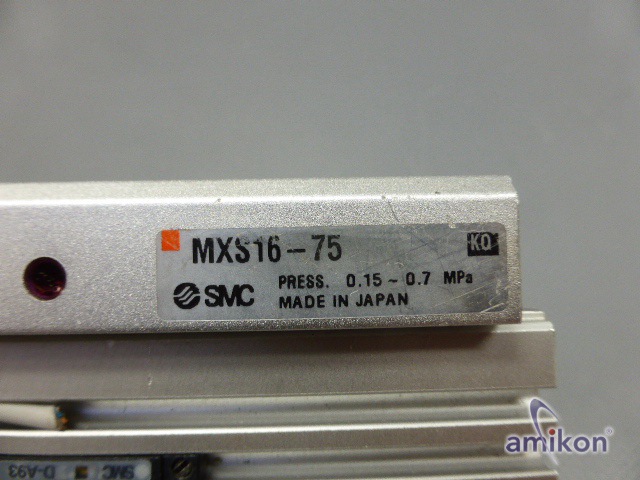 MXS16-75
KO
SMC
PRESS. 0.15~0.7 MPa
MADE IN JAPAN
amikon
SMC D-A93